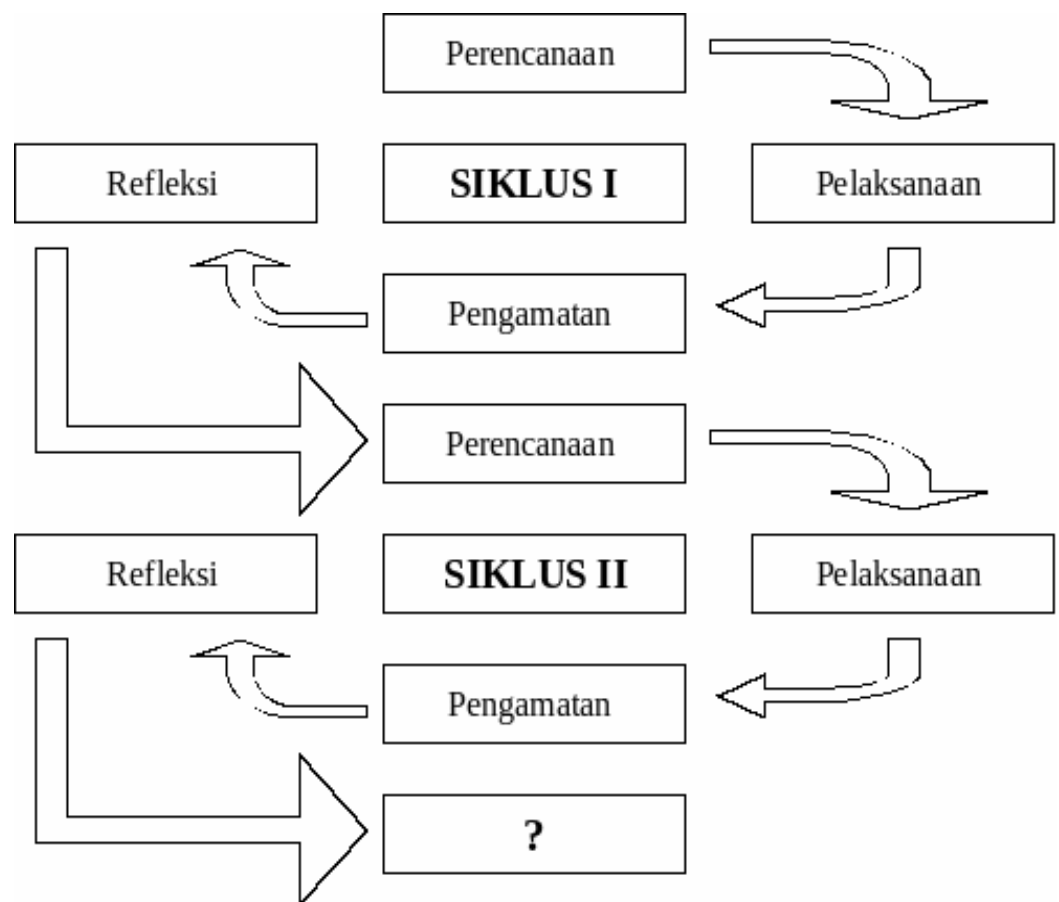 Perencanaan
Refleksi
SIKLUS I
Pelaksanaan
Pengamatan
Perencanaan
Refleksi
SIKLUS II
Pelaksanaan
Pengamatan
?